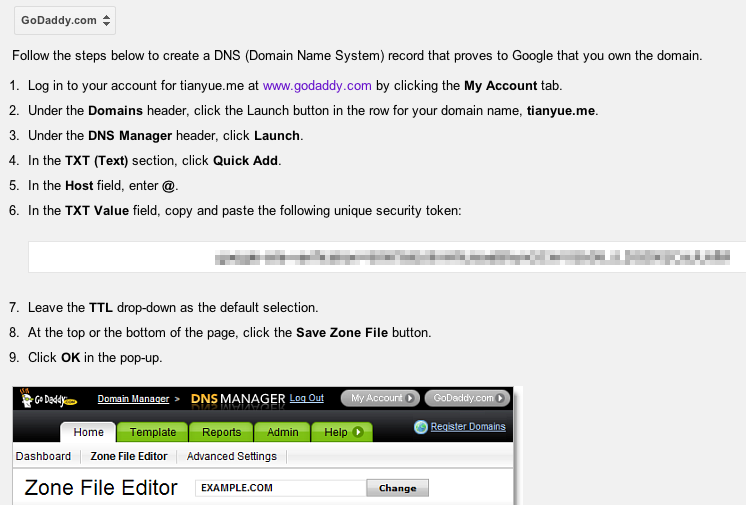 GoDaddy.com
Follow the steps below to create a DNS (Domain Name System) record that proves to Google that you own the domain.
1. Log in to your account for tianyue.me at www.godaddy.com by clicking the My Account tab.
2. Under the Domains header, click the Launch button in the row for your domain name, tianyue.me.
3. Under the DNS Manager header, click Launch.
4. In the TXT (Text) section, click Quick Add.
5. In the Host field, enter @.
6. In the TXT Value field, copy and paste the following unique security token:
7. Leave the TTL drop-down as the default selection.
8. At the top or the bottom of the page, click the Save Zone File button.
9. Click OK in the pop-up.
Go Daddy.com Domain Manager > DNS MANAGER Log Out My Account GoDaddy.com
Home Template Reports Admin Help Register Domains
Dashboard Zone File Editor Advanced Settings
Zone File Editor EXAMPLE.COM Change